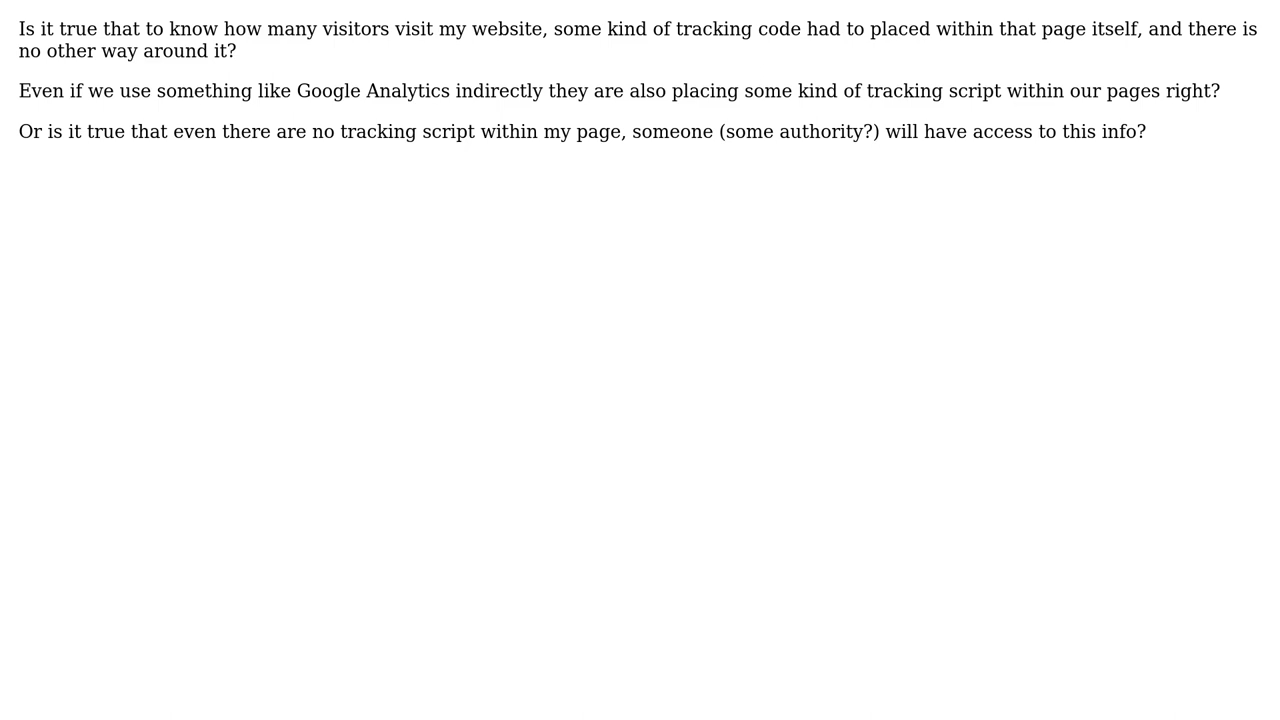 Is it true that to know how many visitors visit my website, some kind of tracking code had to placed within that page itself, and there is
no other way around it?
Even if we use something like Google Analytics indirectly they are also placing some kind of tracking script within our pages right?
Or is it true that even there are no tracking script within my page, someone (some authority?) will have access to this info?